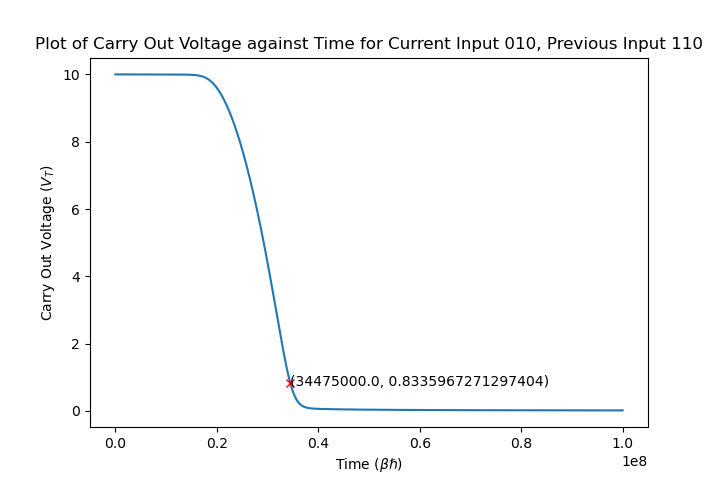 Plot of Carry Out Voltage against Time for Current Input 010, Previous Input 110
10
8
6
4
2
0
Carry Out Voltage (V_T)
(34475000.0, 0.8335967271297404)
0.0 0.2 0.4 0.6 0.8 1.0
1e8
Time (βħ)